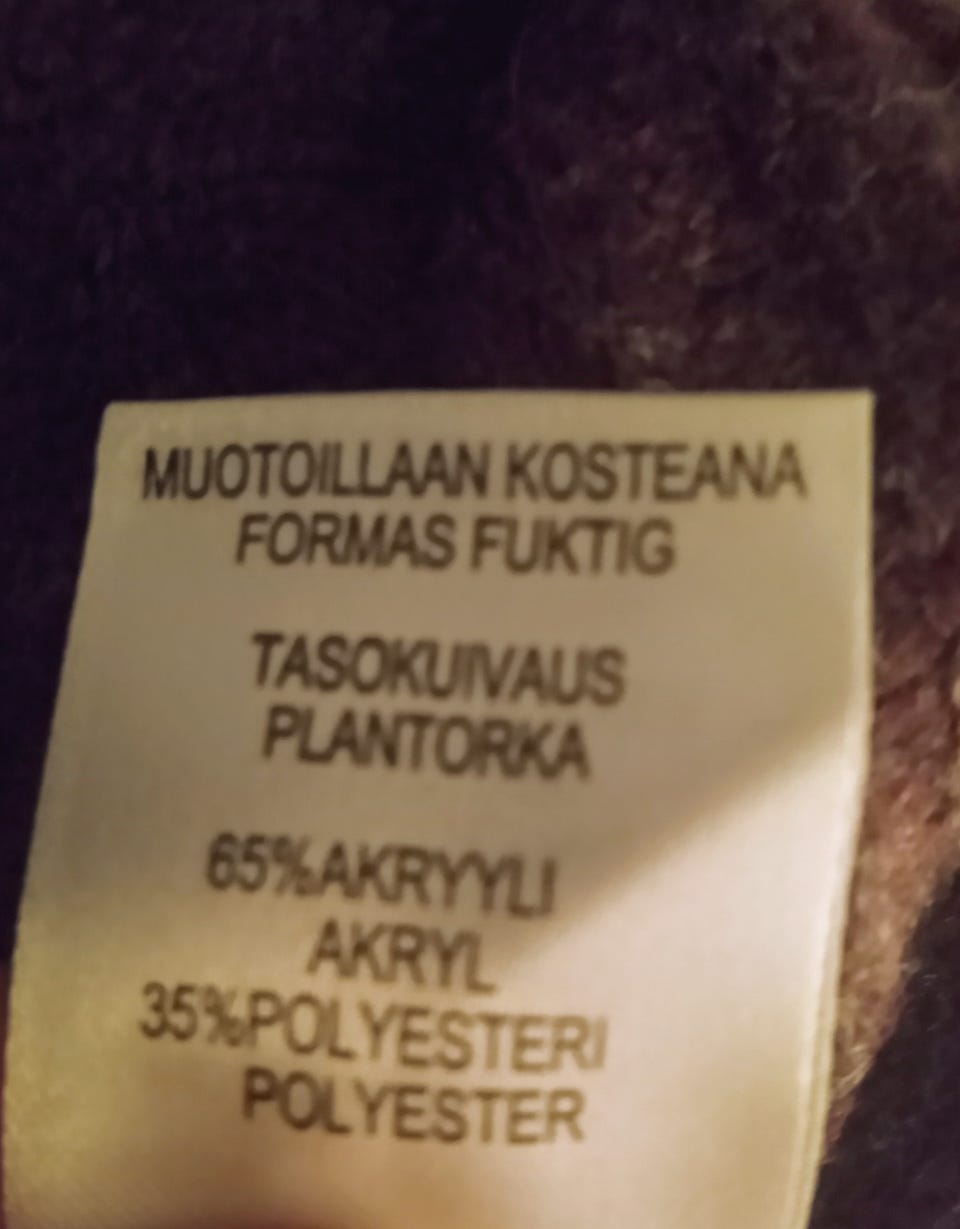 MUOTOILLAAN KOSTEANA
FORMAS FUKTIG
TASOKUIVAUS
PLANTORKA
65%AKRYYLI
AKRYL
35%POLYESTERI
POLYESTER